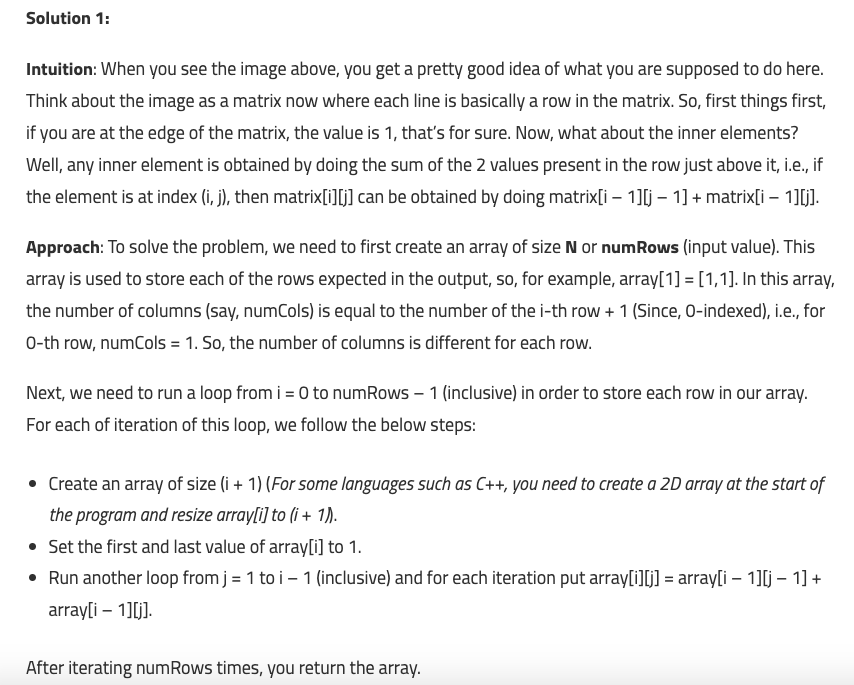 Solution 1:
Intuition: When you see the image above, you get a pretty good idea of what you are supposed to do here.
Think about the image as a matrix now where each line is basically a row in the matrix. So, first things first,
if you are at the edge of the matrix, the value is 1, that’s for sure. Now, what about the inner elements?
Well, any inner element is obtained by doing the sum of the 2 values present in the row just above it, i.e., if
the element is at index (i, j), then matrix[i][j] can be obtained by doing matrix[i – 1][j – 1] + matrix[i – 1][j].
Approach: To solve the problem, we need to first create an array of size N or numRows (input value). This
array is used to store each of the rows expected in the output, so, for example, array[1] = [1,1]. In this array,
the number of columns (say, numCols) is equal to the number of the i-th row + 1 (Since, 0-indexed), i.e., for
0-th row, numCols = 1. So, the number of columns is different for each row.
Next, we need to run a loop from i = 0 to numRows – 1 (inclusive) in order to store each row in our array.
For each of iteration of this loop, we follow the below steps:
• Create an array of size (i + 1) (For some languages such as C++, you need to create a 2D array at the start of
the program and resize array[i] to (i + 1)).
• Set the first and last value of array[i] to 1.
• Run another loop from j = 1 to i – 1 (inclusive) and for each iteration put array[i][j] = array[i – 1][j – 1] +
array[i – 1][j].
After iterating numRows times, you return the array.